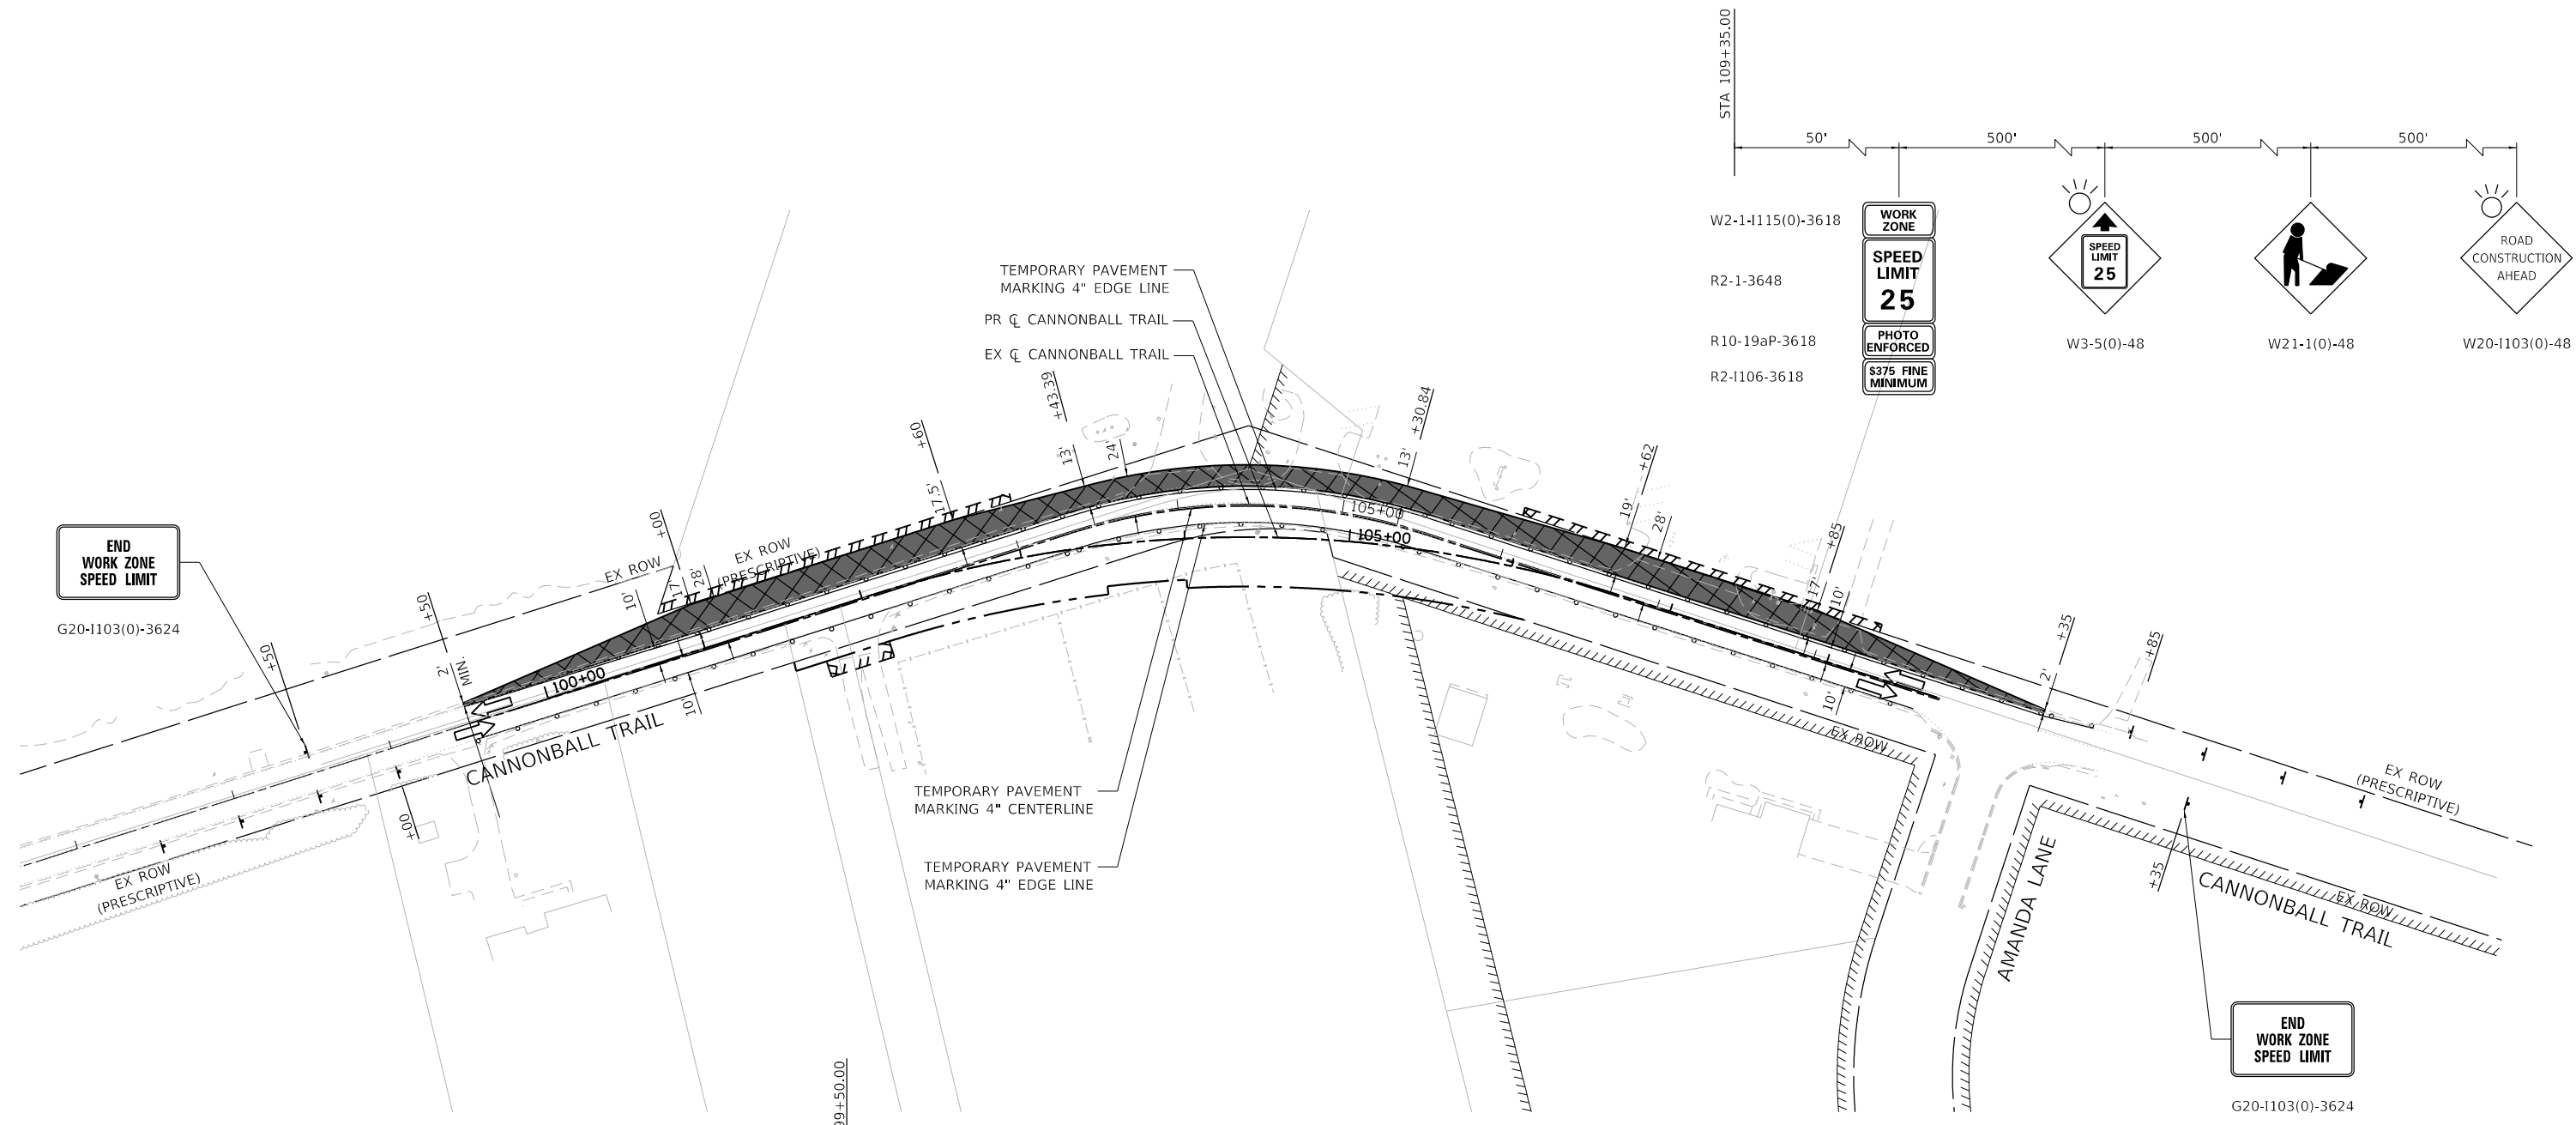 STA 109+35.00
50'
500'
500'
500'
W2-1-I115(0)-3618
WORK
ZONE
R2-1-3648
SPEED
LIMIT
25
R10-19aP-3618
PHOTO
ENFORCED
R2-I106-3618
$375 FINE
MINIMUM
SPEED
LIMIT
25
W3-5(0)-48
W21-1(0)-48
ROAD
CONSTRUCTION
AHEAD
W20-I103(0)-48
TEMPORARY PAVEMENT
MARKING 4" EDGE LINE
PR ℄ CANNONBALL TRAIL
EX ℄ CANNONBALL TRAIL
END
WORK ZONE
SPEED LIMIT
G20-I103(0)-3624
+50
+50
2'
MIN.
10'
+00
17'
28'
EX ROW
EX ROW
(PRESCRIPTIVE)
+60
17.5'
+43.39
13'
24'
13'
+30.84
105+00
105+00
19'
+62
28'
17'
+85
10'
2'
+35
+85
100+00
10'
10'
CANNONBALL TRAIL
+00
EX ROW
(PRESCRIPTIVE)
TEMPORARY PAVEMENT
MARKING 4" CENTERLINE
TEMPORARY PAVEMENT
MARKING 4" EDGE LINE
EX ROW
EX ROW
(PRESCRIPTIVE)
EX ROW
+35
CANNONBALL TRAIL
AMANDA LANE
END
WORK ZONE
SPEED LIMIT
G20-I103(0)-3624
99+50.00